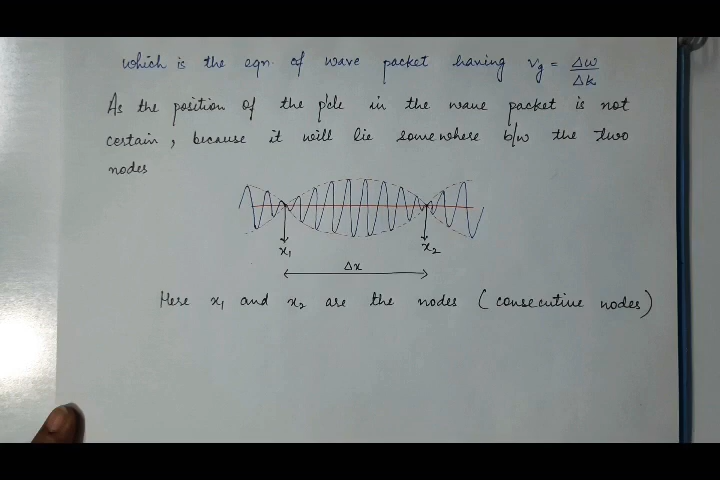 which is the eqn. of wave packet having vg = Δω/Δk
As the position of the p'cle in the wave packet is not
certain, because it will lie somewhere b/w the two
nodes
x₁ x₂
Δx
Here x₁ and x₂ are the nodes (consecutive nodes)